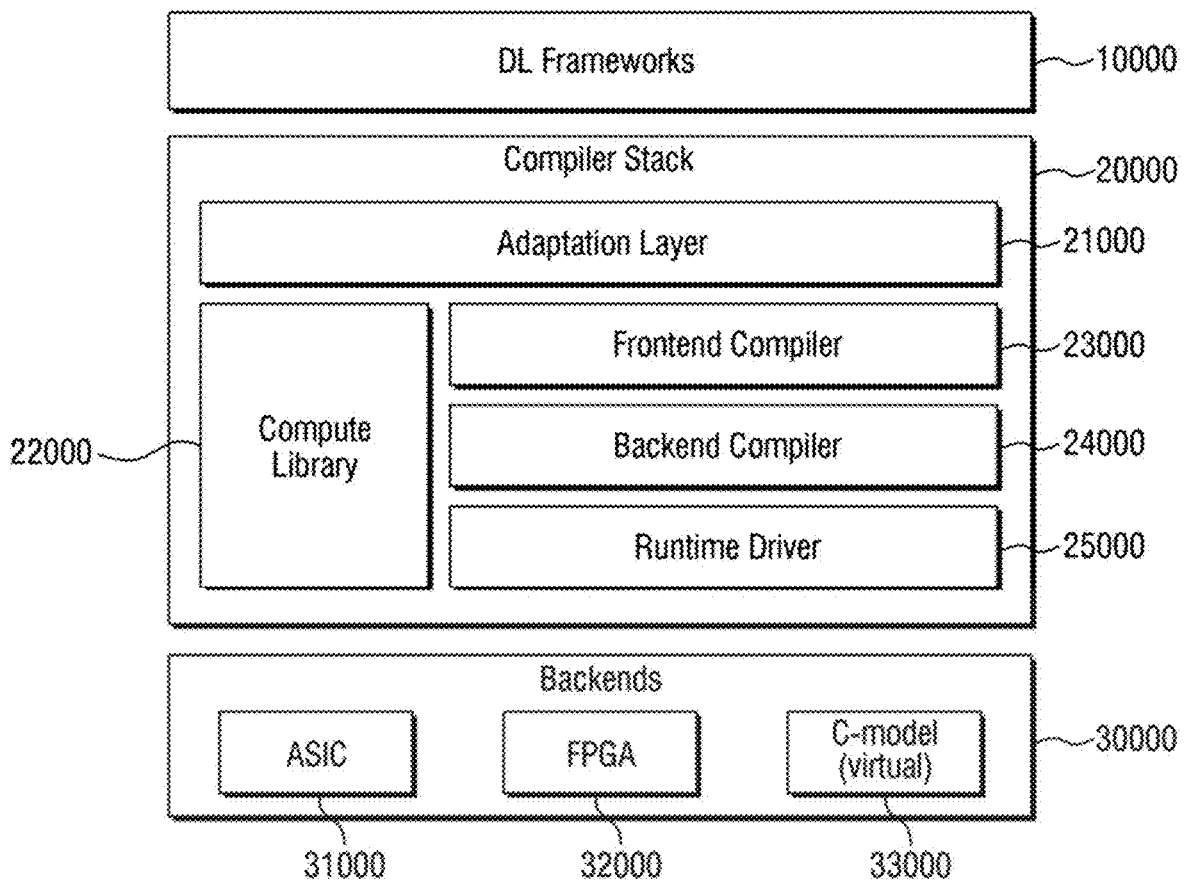 DL Frameworks
10000
Compiler Stack
20000
Adaptation Layer
21000
Frontend Compiler
23000
22000
Compute
Library
Backend Compiler
24000
Runtime Driver
25000
Backends
ASIC
FPGA
C-model
(virtual)
30000
31000
32000
33000